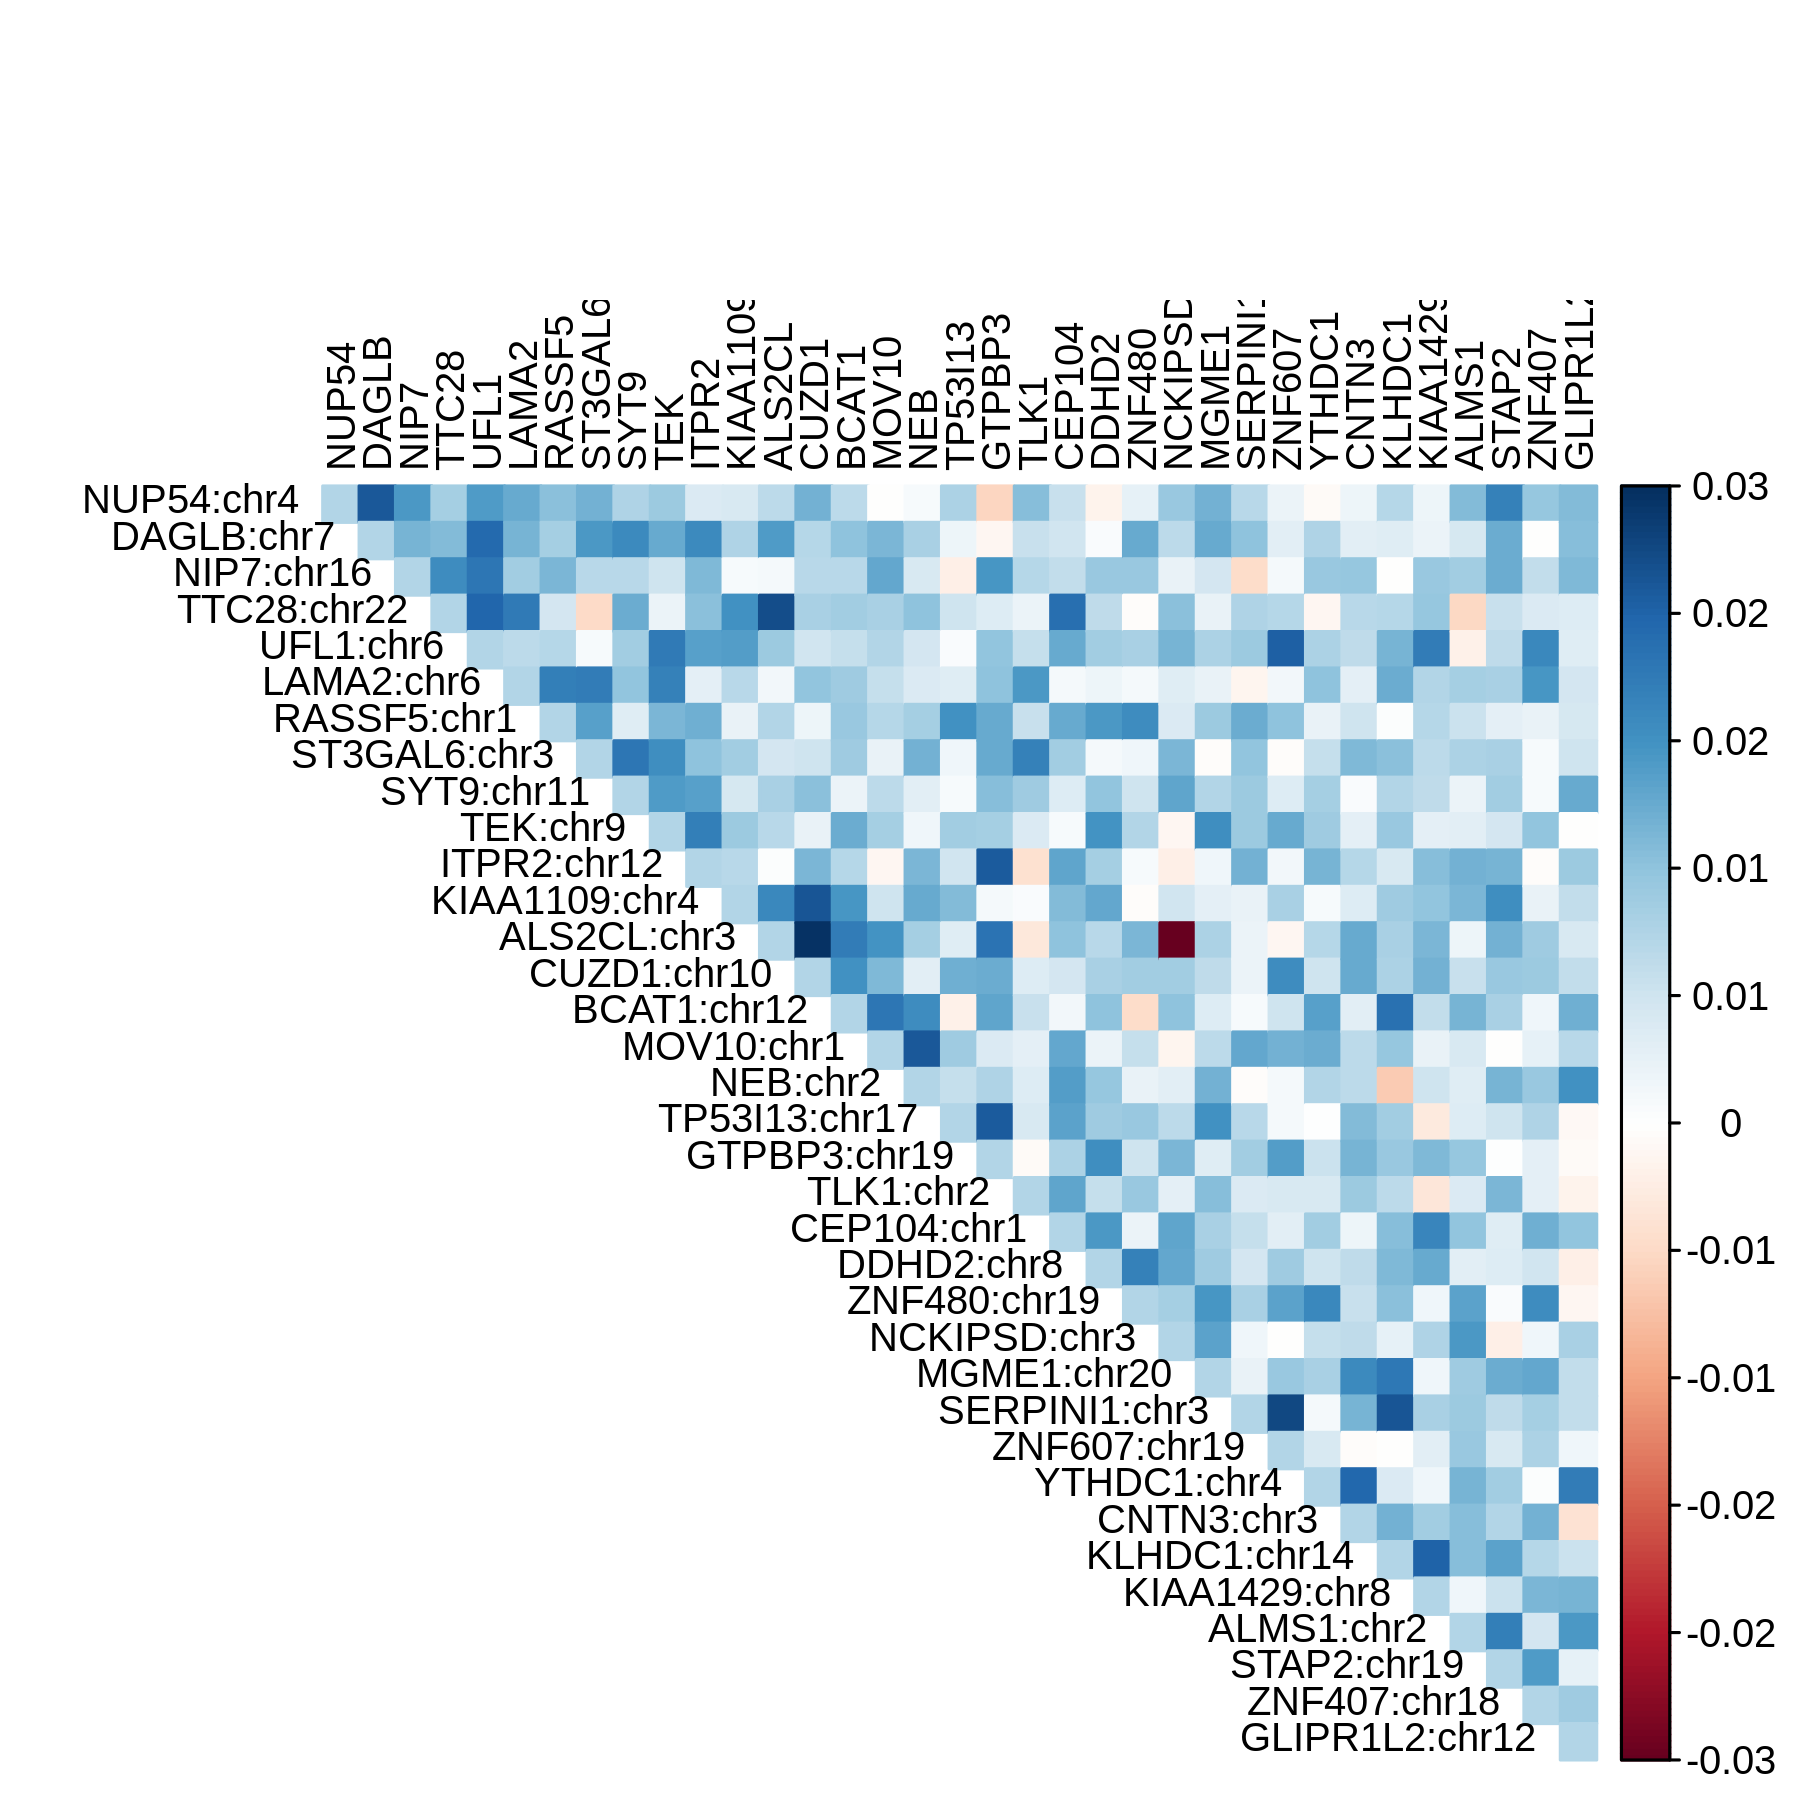 NUP54
DAGLB
NIP7
TTC28
UFL1
LAMA2
RASSF5
ST3GAL6
SYT9
TEK
ITPR2
KIAA1109
ALS2CL
CUZD1
BCAT1
MOV10
NEB
TP53I13
GTPBP3
TLK1
CEP104
DDHD2
ZNF480
NCKIPSD
MGME1
SERPINI1
ZNF607
YTHDC1
CNTN3
KLHDC1
KIAA1429
ALMS1
STAP2
ZNF407
GLIPR1L2
NUP54:chr4
DAGLB:chr7
NIP7:chr16
TTC28:chr22
UFL1:chr6
LAMA2:chr6
RASSF5:chr1
ST3GAL6:chr3
SYT9:chr11
TEK:chr9
ITPR2:chr12
KIAA1109:chr4
ALS2CL:chr3
CUZD1:chr10
BCAT1:chr12
MOV10:chr1
NEB:chr2
TP53I13:chr17
GTPBP3:chr19
TLK1:chr2
CEP104:chr1
DDHD2:chr8
ZNF480:chr19
NCKIPSD:chr3
MGME1:chr20
SERPINI1:chr3
ZNF607:chr19
YTHDC1:chr4
CNTN3:chr3
KLHDC1:chr14
KIAA1429:chr8
ALMS1:chr2
STAP2:chr19
ZNF407:chr18
GLIPR1L2:chr12
0.03
0.02
0.02
0.01
0.01
0
-0.01
-0.01
-0.02
-0.02
-0.03